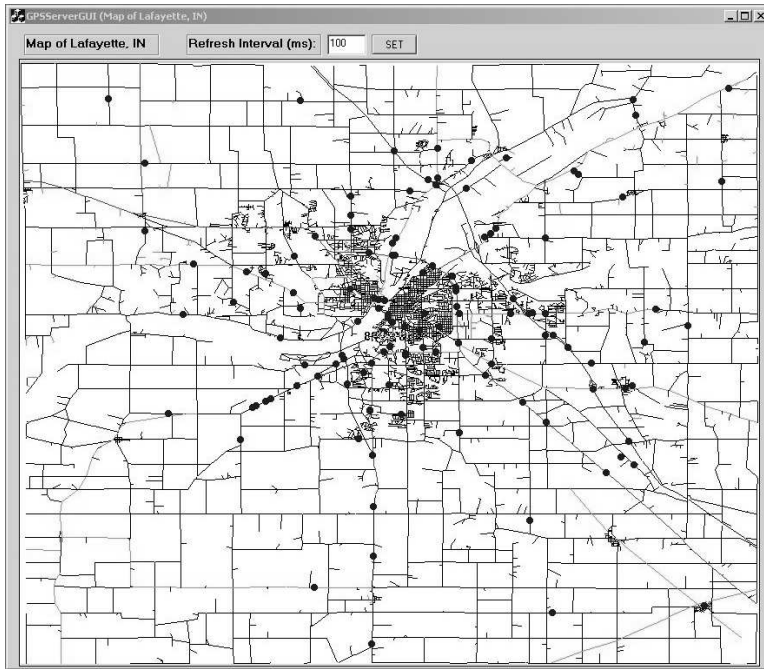 GPSServerGUI (Map of Lafayette, IN)
Map of Lafayette, IN
Refresh Interval (ms):
100
SET